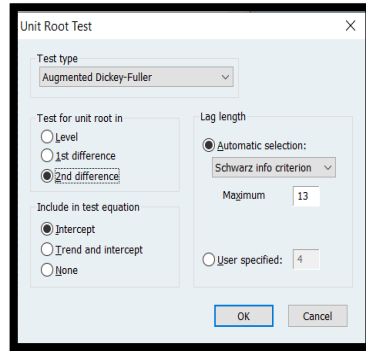 Unit Root Test
Test type
Augmented Dickey-Fuller
Test for unit root in
Level
1st difference
2nd difference
Include in test equation
Intercept
Trend and intercept
None
Lag length
Automatic selection:
Schwarz info criterion
Maximum 13
User specified: 4
OK Cancel